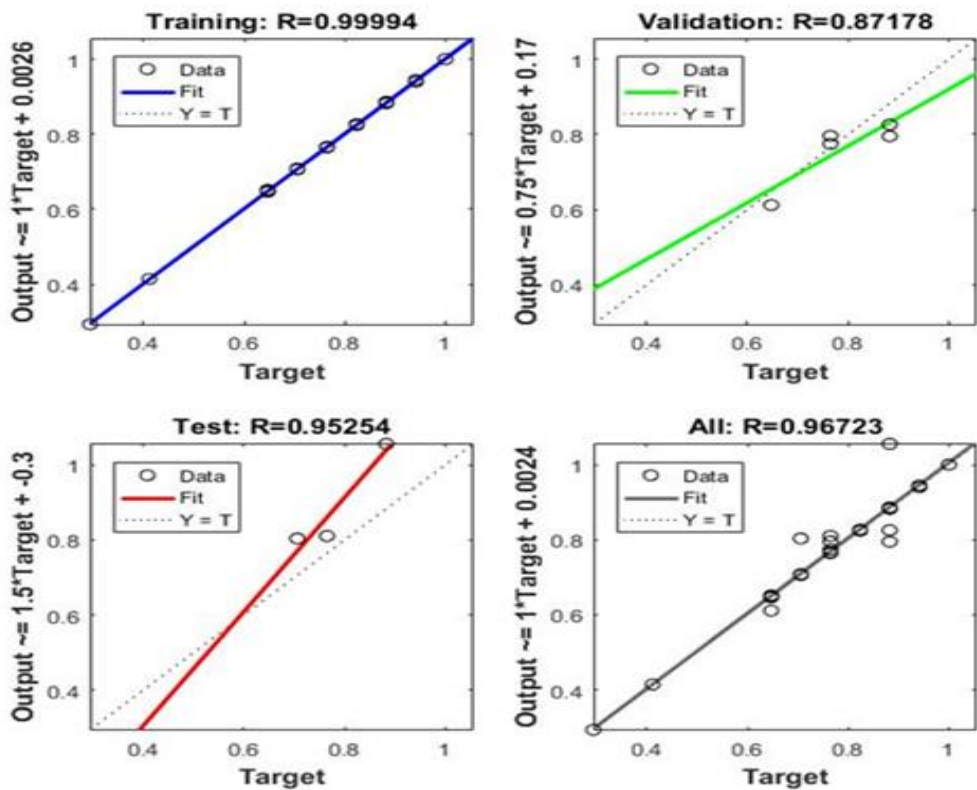 Training: R=0.99994
Output ~= 1*Target + 0.0026
Data
Fit
Y = T
1
0.8
0.6
0.4
0.4 0.6 0.8 1
Target
Validation: R=0.87178
Output ~= 0.75*Target + 0.17
Data
Fit
Y = T
1
0.8
0.6
0.4
0.4 0.6 0.8 1
Target
Test: R=0.95254
Output ~= 1.5*Target + -0.3
Data
Fit
Y = T
1
0.8
0.6
0.4
0.4 0.6 0.8 1
Target
All: R=0.96723
Output ~= 1*Target + 0.0024
Data
Fit
Y = T
1
0.8
0.6
0.4
0.4 0.6 0.8 1
Target